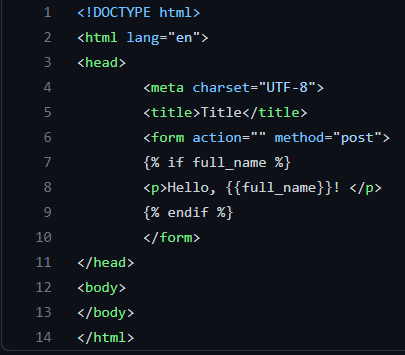 1 <!DOCTYPE html>
2 <html lang="en">
3 <head>
4 <meta charset="UTF-8">
5 <title>Title</title>
6 <form action="" method="post">
7 {% if full_name %}
8 <p>Hello, {{full_name}}! </p>
9 {% endif %}
10 </form>
11 </head>
12 <body>
13 </body>
14 </html>